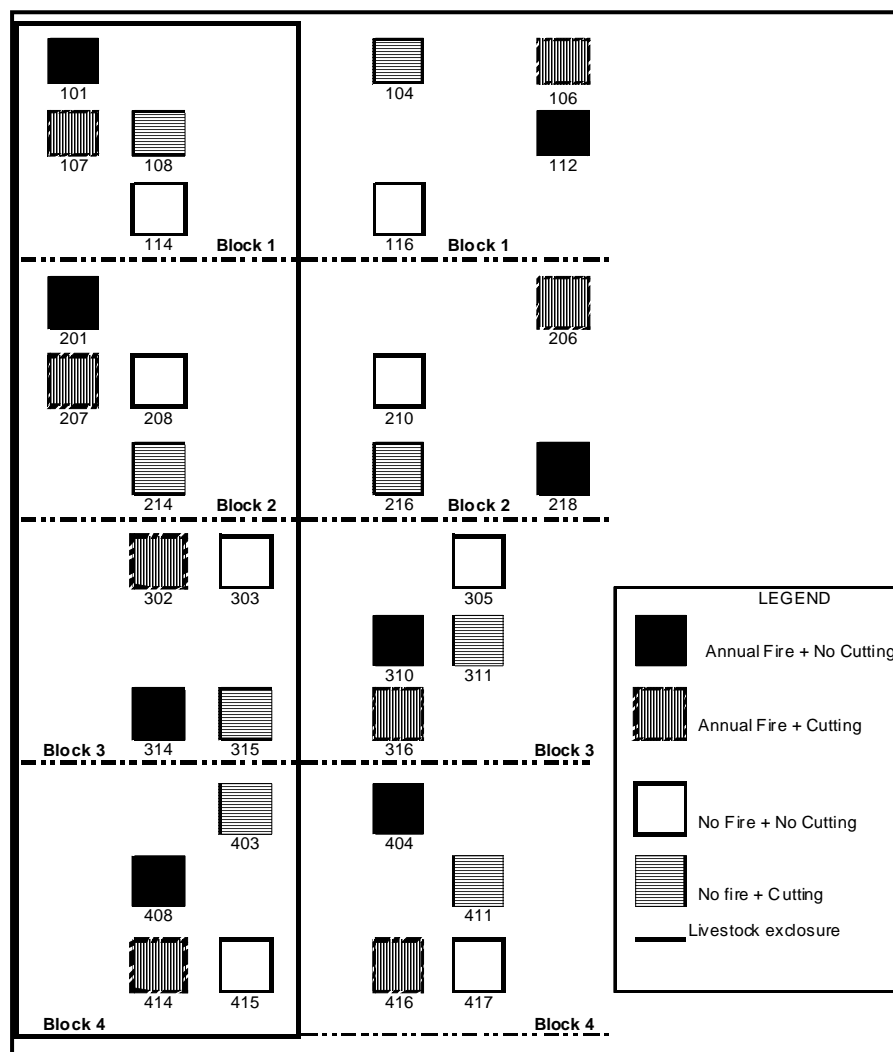 101
104
106
107
108
112
114
Block 1
116
Block 1
201
206
207
208
210
214
Block 2
216
Block 2
218
302
303
305
310
311
Block 3
314
315
316
Block 3
403
404
408
411
414
415
416
417
Block 4
Block 4
LEGEND
Annual Fire + No Cutting
Annual Fire + Cutting
No Fire + No Cutting
No fire + Cutting
Livestock exclosure